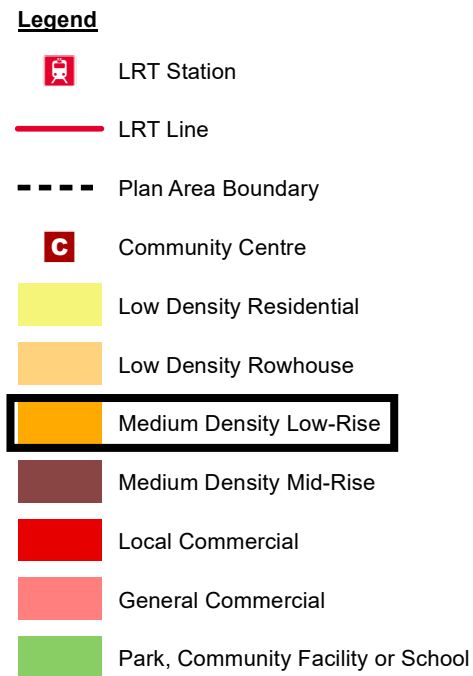 Legend
LRT Station
LRT Line
Plan Area Boundary
C Community Centre
Low Density Residential
Low Density Rowhouse
Medium Density Low-Rise
Medium Density Mid-Rise
Local Commercial
General Commercial
Park, Community Facility or School